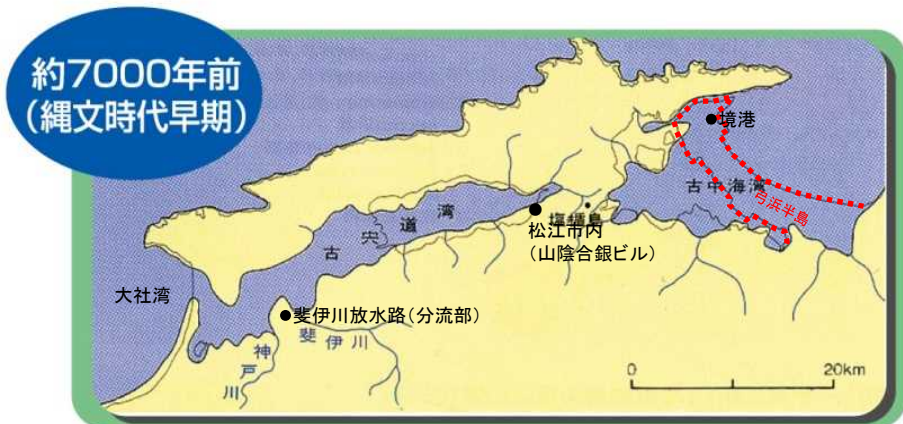 約7000年前
(縄文時代早期)
境港
古中海湾
弓浜半島
塩楯島
松江市内
(山陰合銀ビル)
古宍道湾
大社湾
斐伊川放水路(分流部)
斐伊川
神戸川
0
20km